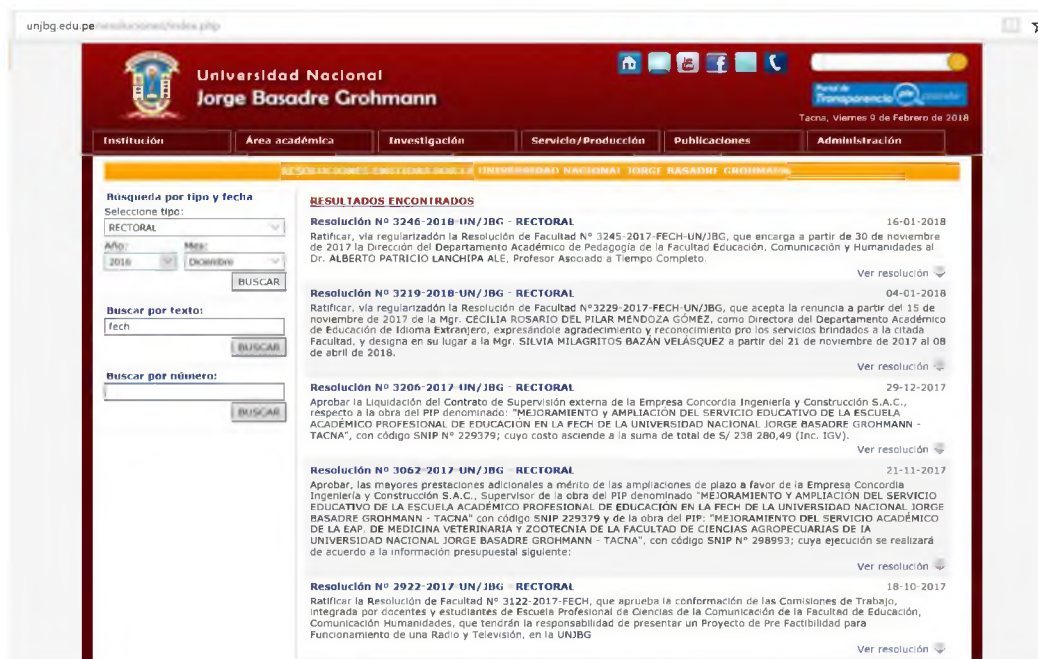 unjbg.edu.pe/resoluciones/index.php
Universidad Nacional
Jorge Basadre Grohmann
Portal de
Transparencia
Tacna, Viernes 9 de Febrero de 2018
Institución
Área académica
Investigación
Servicio/Producción
Publicaciones
Administración
RESOLUCIONES EMITIDAS POR LA UNIVERSIDAD NACIONAL JORGE BASADRE GROHMANN
Búsqueda por tipo y fecha
Seleccione tipo:
RECTORAL
Año: Mes:
Diciembre
BUSCAR
Buscar por texto:
fech
BUSCAR
Buscar por número:
BUSCAR
RESULTADOS ENCONTRADOS
Resolución Nº 3246-2018-UN/JBG - RECTORAL 16-01-2018
Ratificar, vía regularizadón la Resolución de Facultad Nº 3245-2017-FECH-UN/JBG, que encarga a partir de 30 de noviembre
de 2017 la Dirección del Departamento Académico de Pedagogía de la Facultad Educación, Comunicación y Humanidades al
Dr. ALBERTO PATRICIO LANCHIPA ALE, Profesor Asociado a Tiempo Completo.
Ver resolución
Resolución Nº 3219-2018-UN/JBG - RECTORAL 04-01-2018
Ratificar, vía regularizadón la Resolución de Facultad Nº3229-2017-FECH-UN/JBG, que acepta la renuncia a partir del 15 de
noviembre de 2017 de la Mgr. CECILIA ROSARIO DEL PILAR MENDOZA GÓMEZ, como Directora del Departamento Académico
de Educación de Idioma Extranjero, expresándole agradecimiento y reconocimiento pro los servicios brindados a la citada
Facultad, y designa en su lugar a la Mgr. SILVIA MILAGRITOS BAZÁN VELÁSQUEZ a partir del 21 de noviembre de 2017 al 08
de abril de 2018.
Ver resolución
Resolución Nº 3206-2017-UN/JBG - RECTORAL 29-12-2017
Aprobar la Liquidación del Contrato de Supervisión externa de la Empresa Concordia Ingeniería y Construcción S.A.C.,
respecto a la obra del PIP denominado: "MEJORAMIENTO y AMPLIACIÓN DEL SERVICIO EDUCATIVO DE LA ESCUELA
ACADÉMICO PROFESIONAL DE EDUCACIÓN EN LA FECH DE LA UNIVERSIDAD NACIONAL JORGE BASADRE GROHMANN -
TACNA", con código SNIP Nº 229379; cuyo costo asciende a la suma de total de S/ 238 280,49 (Inc. IGV).
Ver resolución
Resolución Nº 3062-2017-UN/JBG - RECTORAL 21-11-2017
Aprobar, las mayores prestaciones adicionales a mérito de las ampliaciones de plazo a favor de la Empresa Concordia
Ingeniería y Construcción S.A.C., Supervisor de la obra del PIP denominado "MEJORAMIENTO Y AMPLIACIÓN DEL SERVICIO
EDUCATIVO DE LA ESCUELA ACADÉMICO PROFESIONAL DE EDUCACIÓN EN LA FECH DE LA UNIVERSIDAD NACIONAL JORGE
BASADRE GROHMANN - TACNA" con código SNIP 229379 y de la obra del PIP: "MEJORAMIENTO DEL SERVICIO ACADÉMICO
DE LA EAP. DE MEDICINA VETERINARIA Y ZOOTECNIA DE LA FACULTAD DE CIENCIAS AGROPECUARIAS DE IA
UNIVERSIDAD NACIONAL JORGE BASADRE GROHMANN - TACNA", con código SNIP Nº 298993; cuya ejecución se realizará
de acuerdo a la información presupuestal siguiente:
Ver resolución
Resolución Nº 2922-2017-UN/JBG - RECTORAL 18-10-2017
Ratificar la Resolución de Facultad Nº 3122-2017-FECH, que aprueba la conformación de las Comisiones de Trabajo,
integrada por docentes y estudiantes de Escuela Profesional de Ciencias de la Comunicación de la Facultad de Educación,
Comunicación Humanidades, que tendrán la responsabilidad de presentar un Proyecto de Pre Factibilidad para
Funcionamiento de una Radio y Televisión, en la UNJBG
Ver resolución